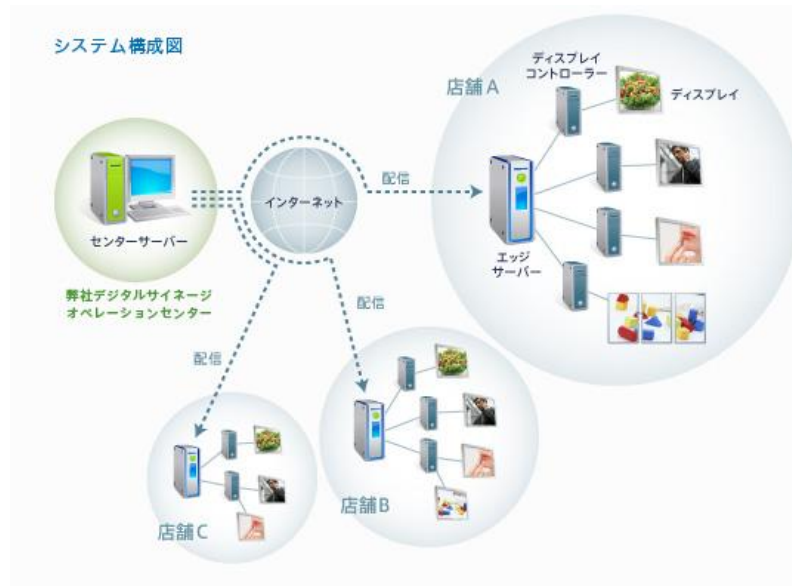 システム構成図
ディスプレイ
コントローラー
店舗A
ディスプレイ
配信
インターネット
センターサーバー
エッジ
サーバー
弊社デジタルサイネージ
オペレーションセンター
配信
配信
店舗B
店舗C